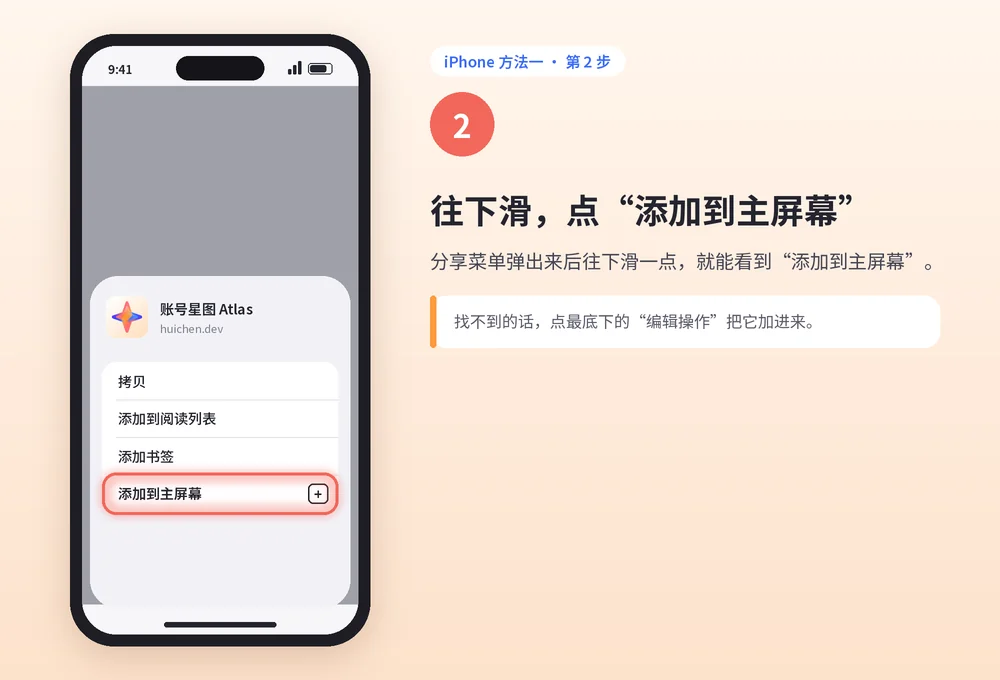 9:41
账号星图 Atlas
huichen.dev
拷贝
添加到阅读列表
添加书签
添加到主屏幕
iPhone 方法一 · 第 2 步
2
往下滑，点“添加到主屏幕”
分享菜单弹出来后往下滑一点，就能看到“添加到主屏幕”。
找不到的话，点最底下的“编辑操作”把它加进来。